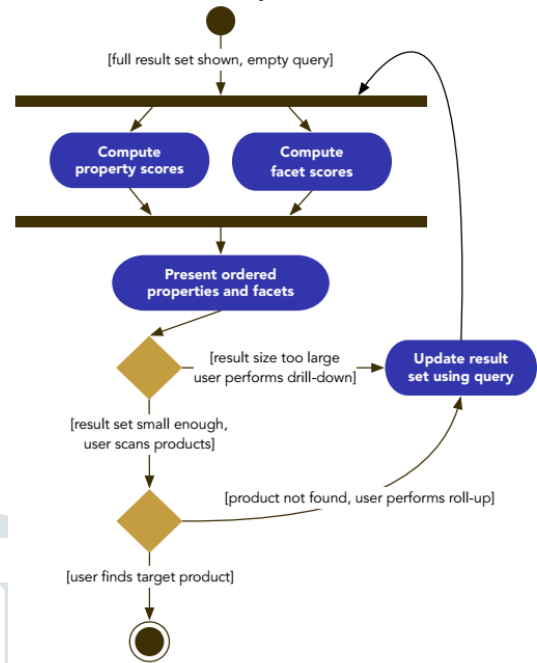 [full result set shown, empty query]
Compute
property scores
Compute
facet scores
Present ordered
properties and facets
[result size too large
user performs drill-down]
Update result
set using query
[result set small enough,
user scans products]
[product not found, user performs roll-up]
[user finds target product]